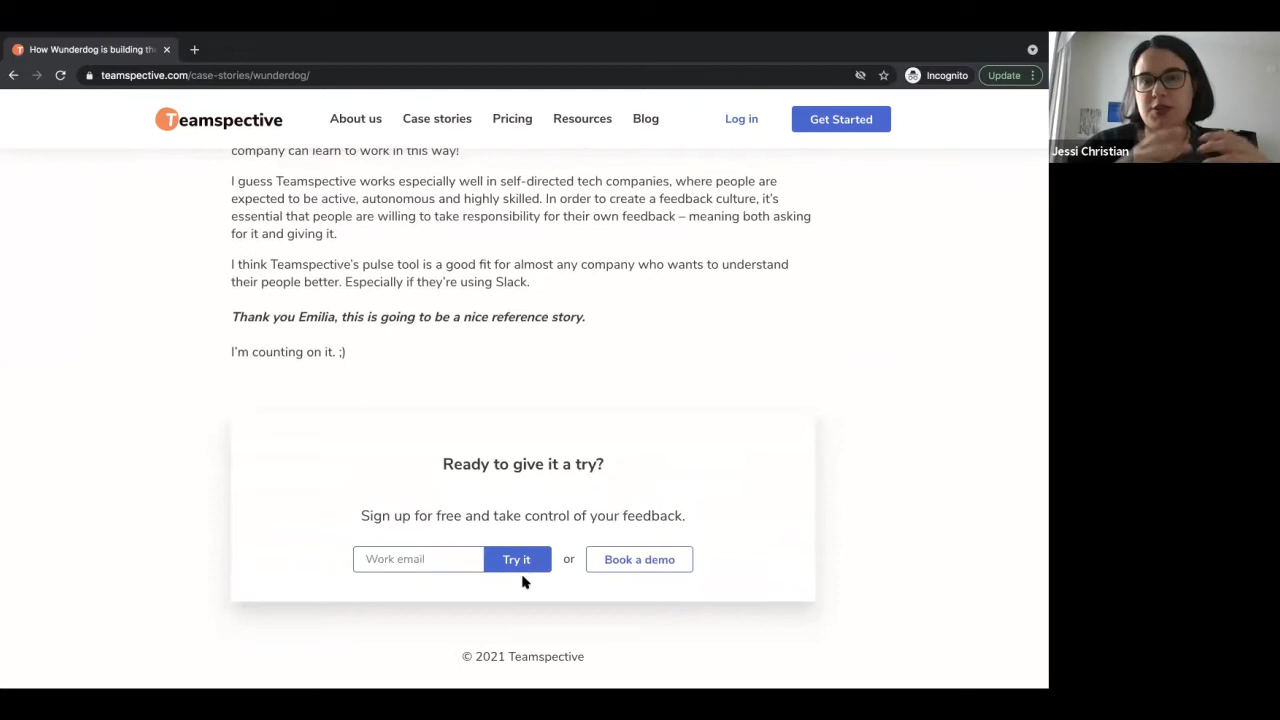 How Wunderdog is building th
teamspective.com/case-stories/wunderdog/
Incognito
Update
Teamspective
About us
Case stories
Pricing
Resources
Blog
Log in
Get Started
Jessi Christian
company can learn to work in this way!
I guess Teamspective works especially well in self-directed tech companies, where people are
expected to be active, autonomous and highly skilled. In order to create a feedback culture, it's
essential that people are willing to take responsibility for their own feedback – meaning both asking
for it and giving it.
I think Teamspective's pulse tool is a good fit for almost any company who wants to understand
their people better. Especially if they're using Slack.
Thank you Emilia, this is going to be a nice reference story.
I'm counting on it. ;)
Ready to give it a try?
Sign up for free and take control of your feedback.
Work email
Try it
or
Book a demo
© 2021 Teamspective